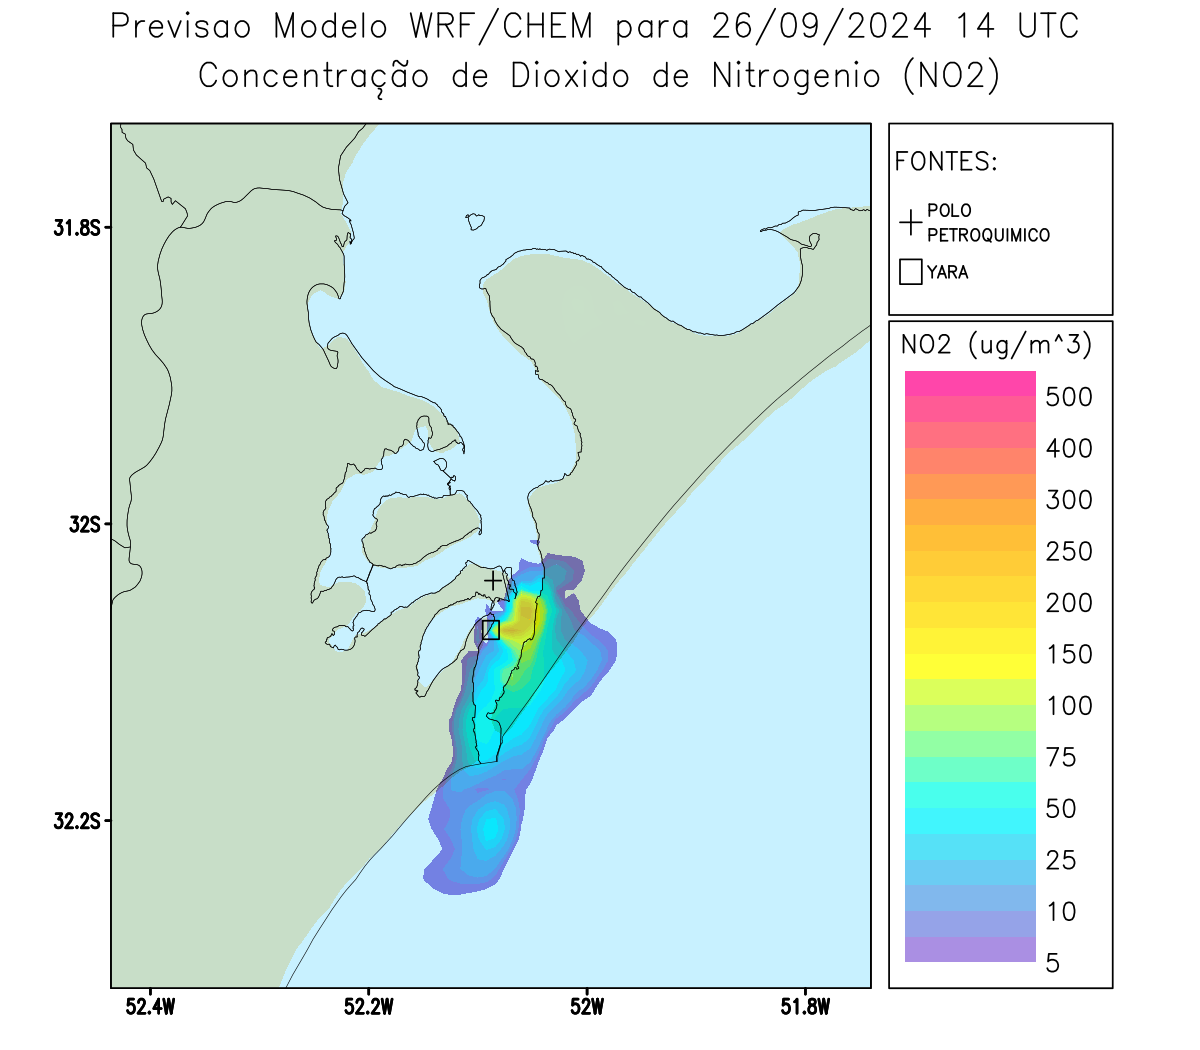 Previsao Modelo WRF/CHEM para 26/09/2024 14 UTC
Concentração de Dioxido de Nitrogenio (NO2)
FONTES:
POLO
PETROQUIMICO
YARA
NO2 (ug/m^3)
500
400
300
250
200
150
100
75
50
25
10
5
31.8S
32S
32.2S
52.4W
52.2W
52W
51.8W